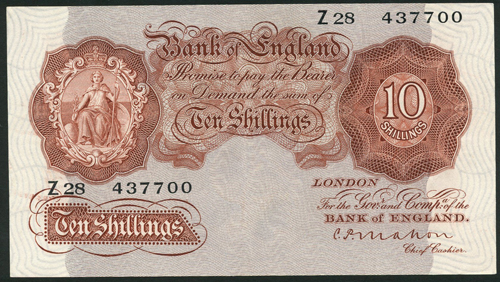 Z28 437700
Bank of England
Promise to pay the Bearer
on Demand the sum of
Ten Shillings
10
SHILLINGS
Z28 437700
LONDON
For the Gov.r and Comp.a of the
BANK OF ENGLAND.
Ten Shillings
C.P. Mahon
Chief Cashier.